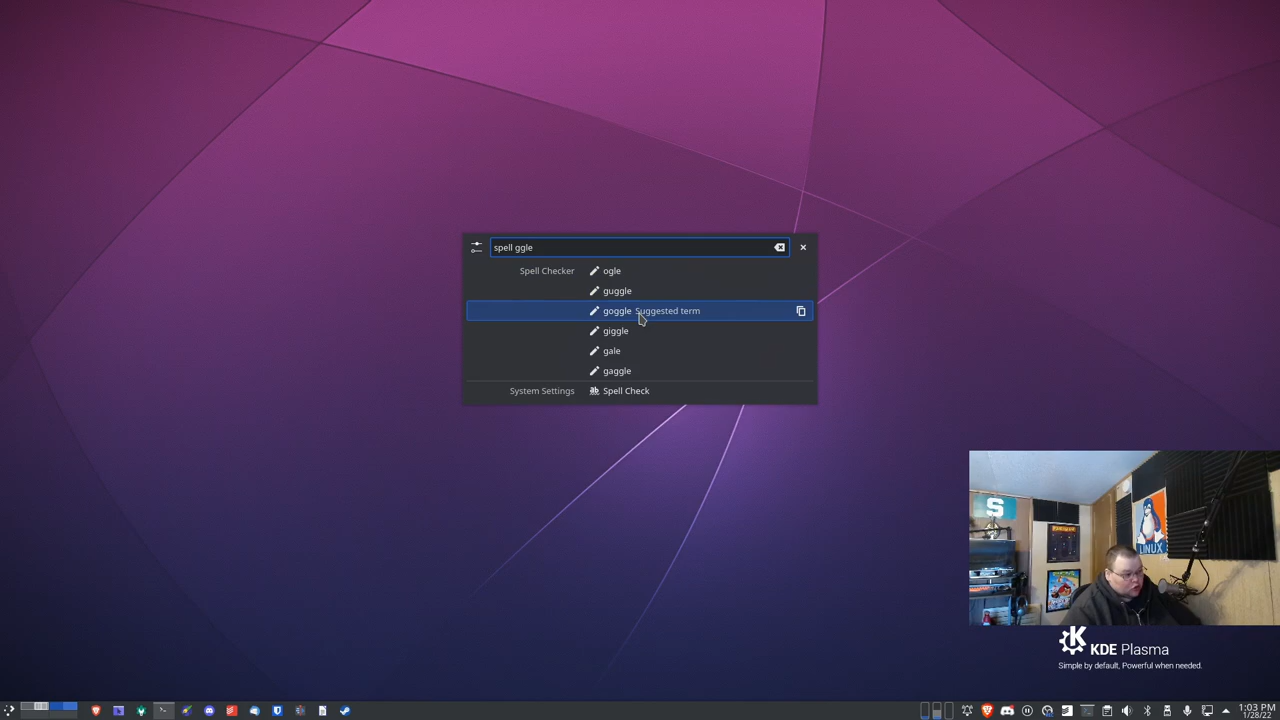 spell ggle
Spell Checker
ogle
guggle
goggle Suggested term
giggle
gale
gaggle
System Settings
Spell Check
S
LINUX
KDE Plasma
Simple by default, Powerful when needed.
1:03 PM
1/28/22